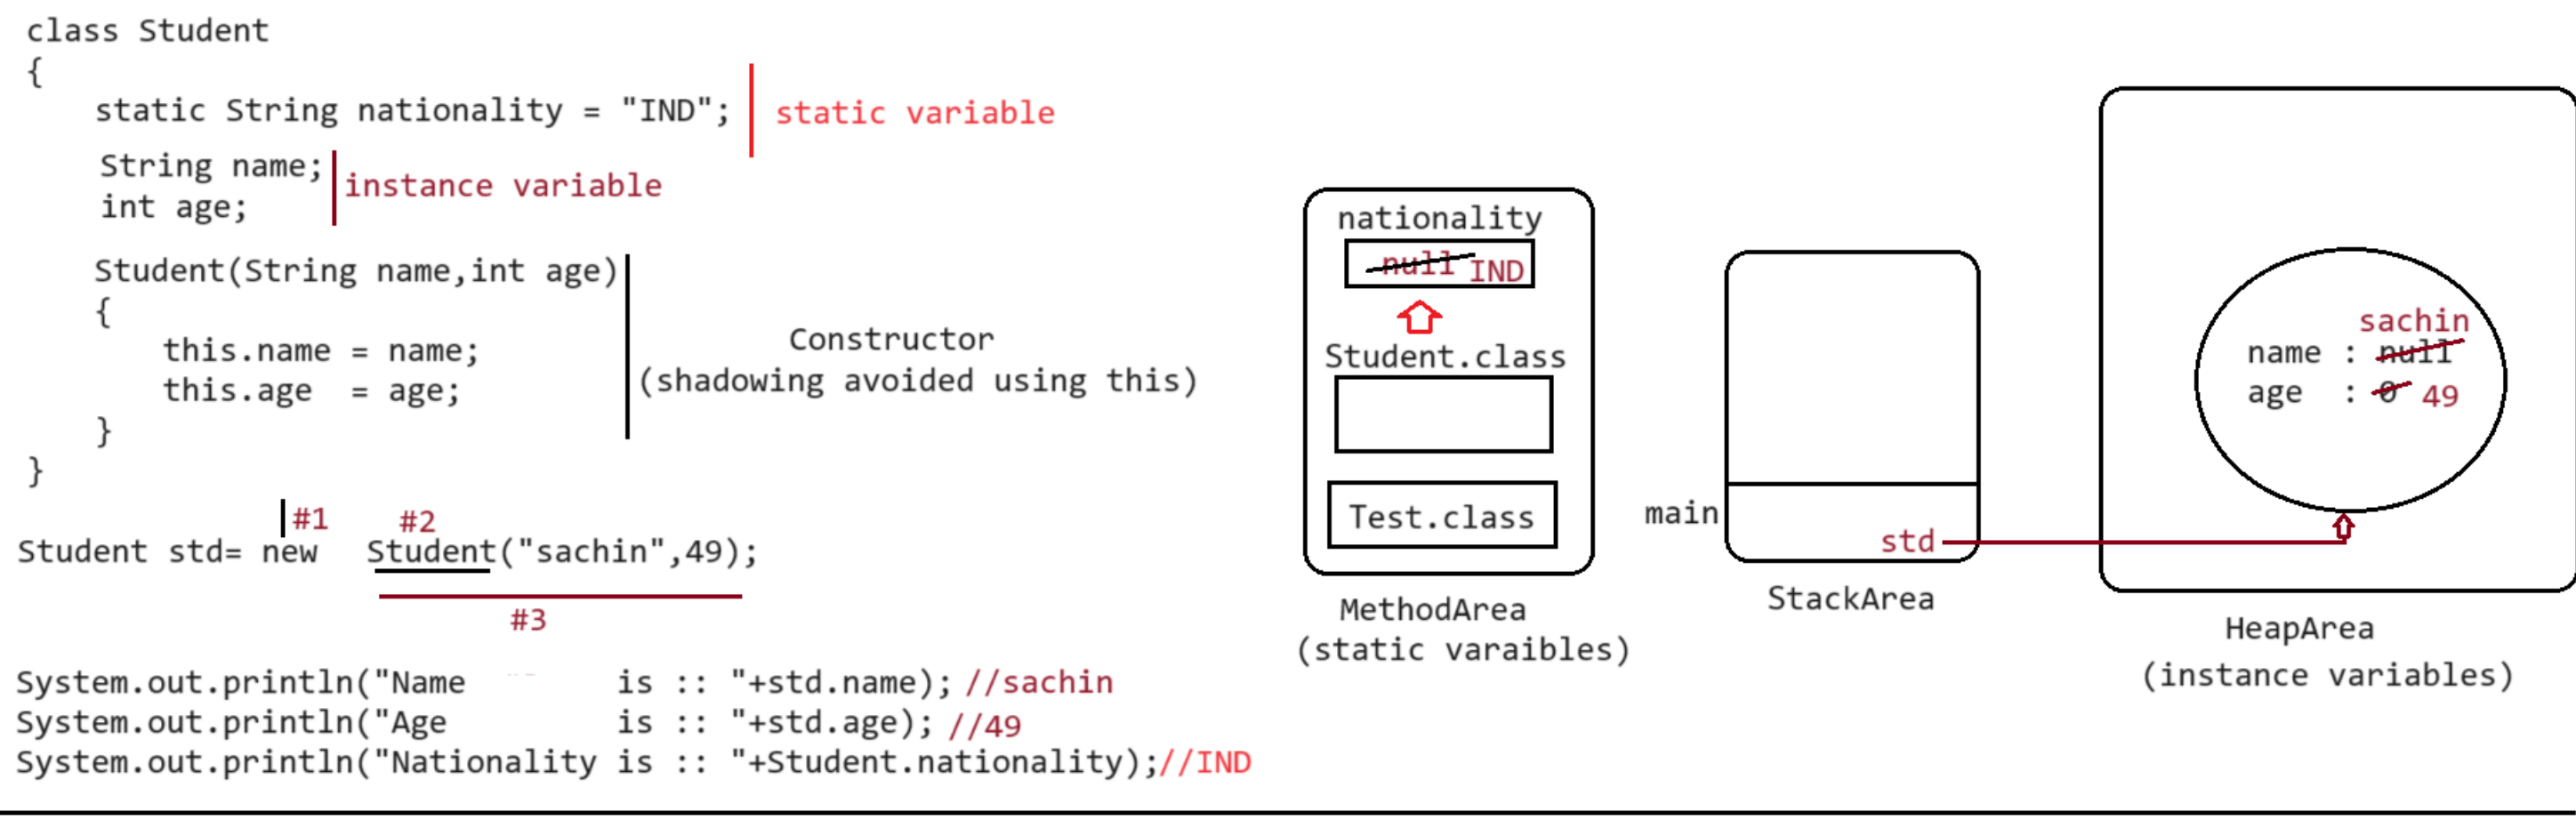 class Student
{
static String nationality = "IND"; static variable
String name;
instance variable
int age;
Student(String name,int age)
{
this.name = name;
this.age  = age;
}
}
Constructor
(shadowing avoided using this)
#1 #2
Student std= new   Student("sachin",49);
#3
System.out.println("Name        is :: "+std.name); //sachin
System.out.println("Age         is :: "+std.age); //49
System.out.println("Nationality is :: "+Student.nationality);//IND
nationality
null IND
Student.class
Test.class
MethodArea
(static varaibles)
main
std
StackArea
sachin
name : null
age  : 0 49
HeapArea
(instance variables)